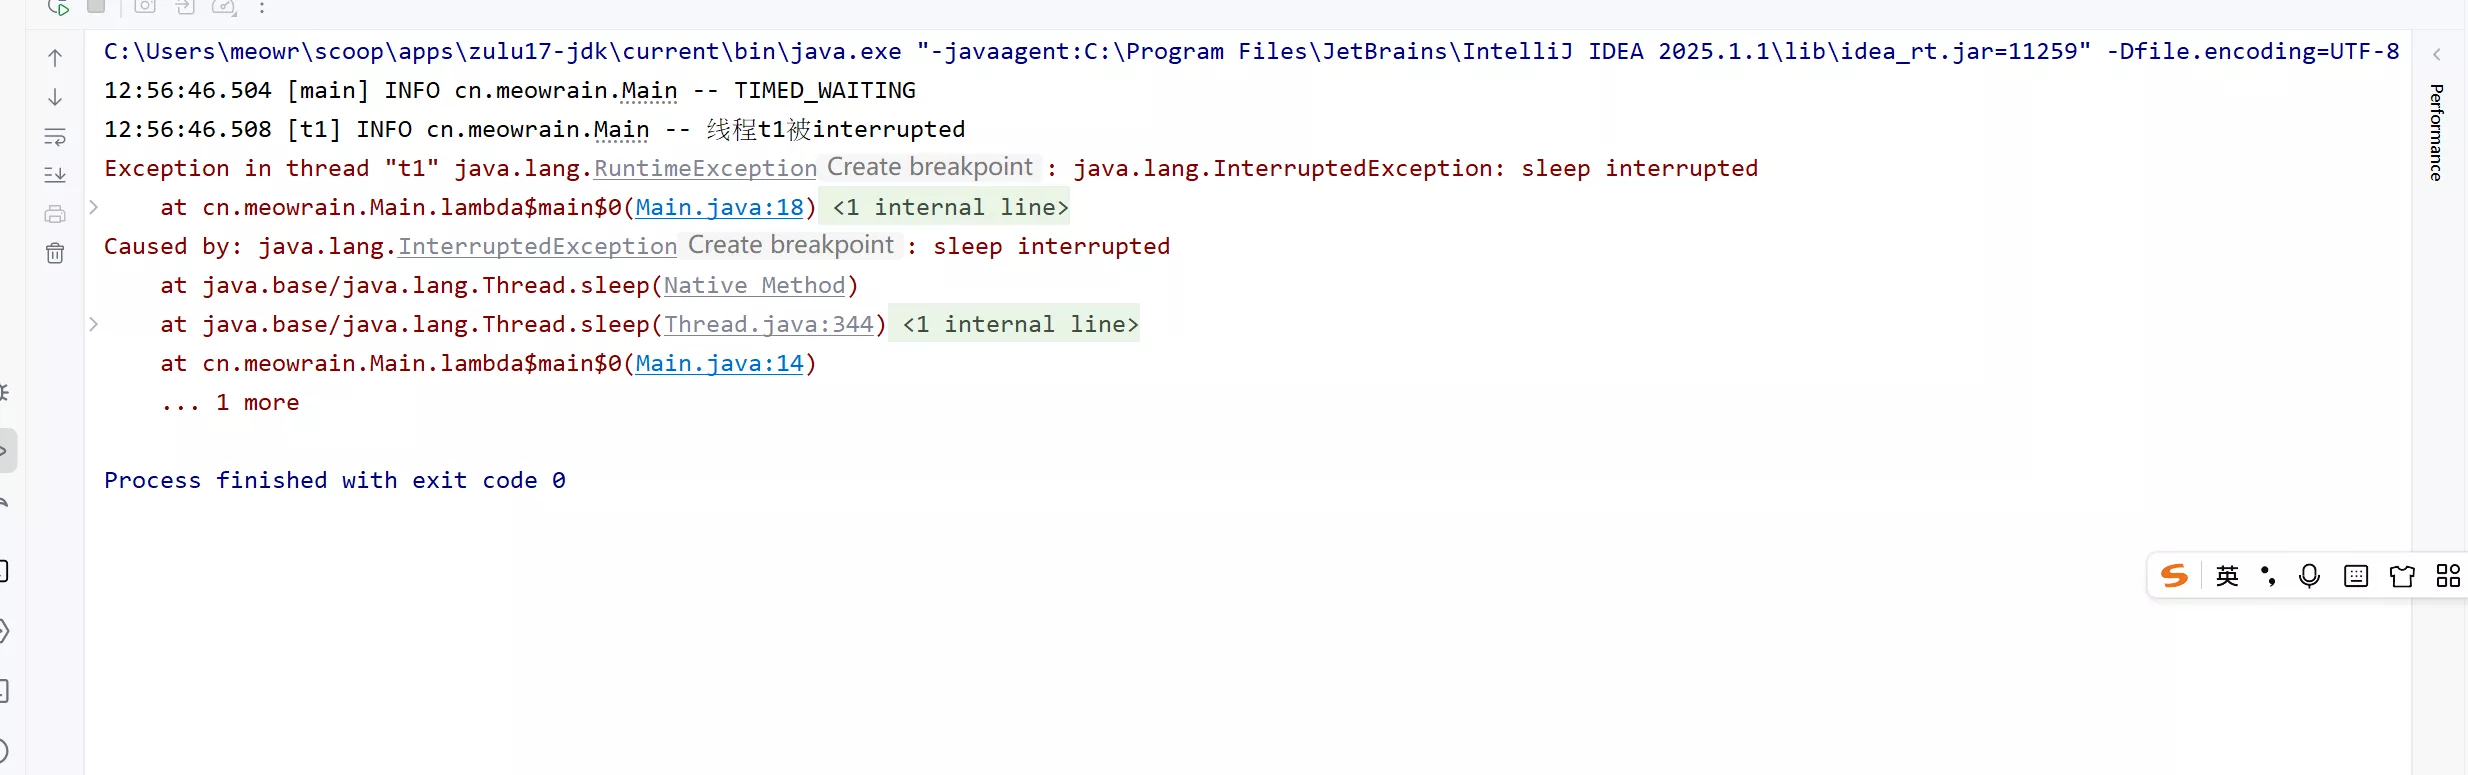 C:\Users\meowr\scoop\apps\zulu17-jdk\current\bin\java.exe "-javaagent:C:\Program Files\JetBrains\IntelliJ IDEA 2025.1.1\lib\idea_rt.jar=11259" -Dfile.encoding=UTF-8
12:56:46.504 [main] INFO cn.meowrain.Main -- TIMED_WAITING
12:56:46.508 [t1] INFO cn.meowrain.Main -- 线程t1被interrupted
Exception in thread "t1" java.lang.RuntimeException Create breakpoint : java.lang.InterruptedException: sleep interrupted
at cn.meowrain.Main.lambda$main$0(Main.java:18) <1 internal line>
Caused by: java.lang.InterruptedException Create breakpoint : sleep interrupted
at java.base/java.lang.Thread.sleep(Native Method)
at java.base/java.lang.Thread.sleep(Thread.java:344) <1 internal line>
at cn.meowrain.Main.lambda$main$0(Main.java:14)
... 1 more
Process finished with exit code 0
Performance
英